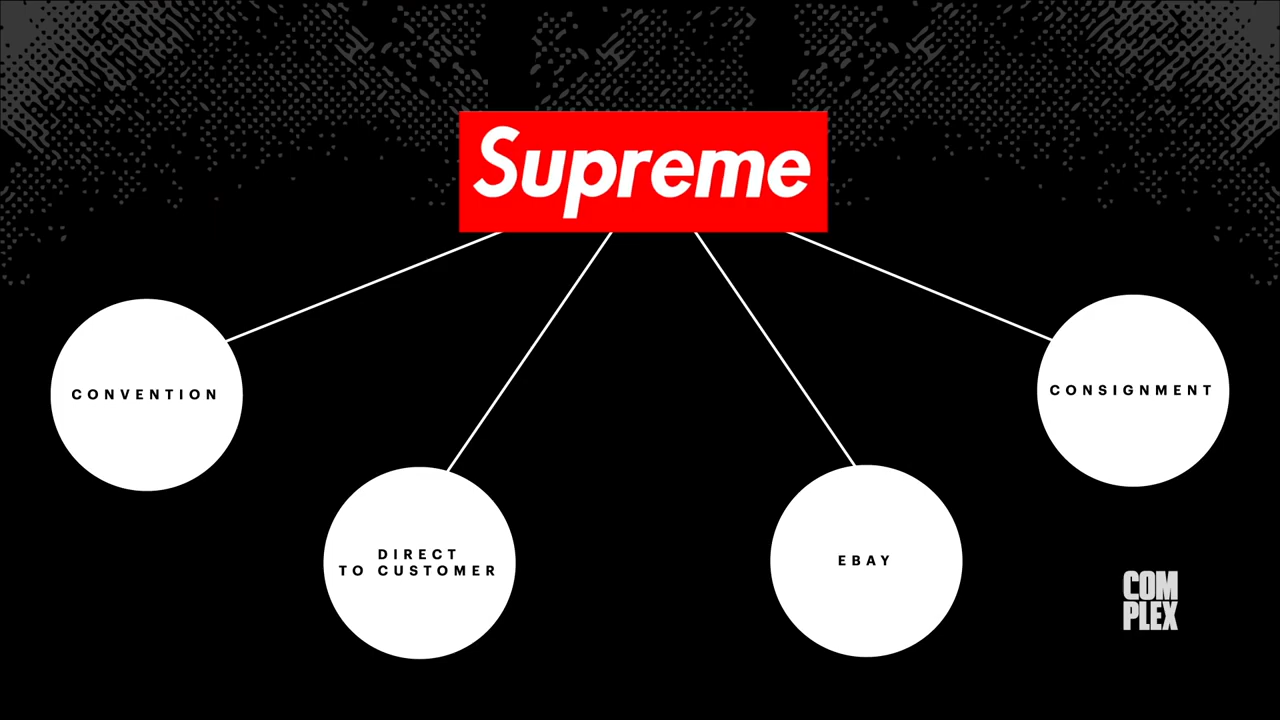 Supreme
CONVENTION
CONSIGNMENT
DIRECT
TO CUSTOMER
EBAY
COM
PLEX